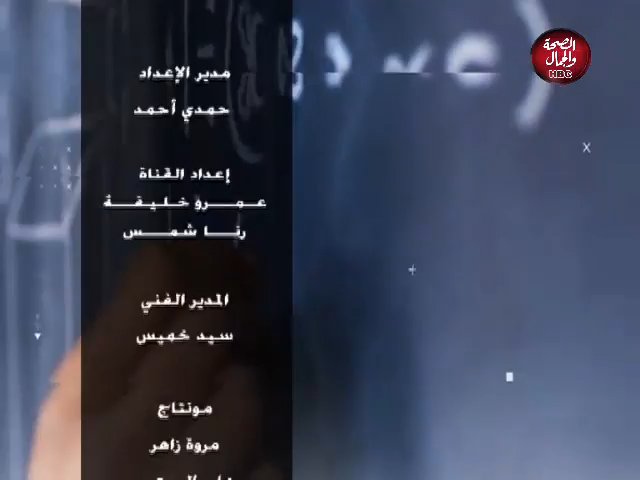 الصحة
والجمال
HBC
مدير الإعداد
حمدي أحمد
إعداد القناة
عمرو خليفة
رنا شمس
المدير الفني
سيد خميس
مونتاج
مروة زاهر